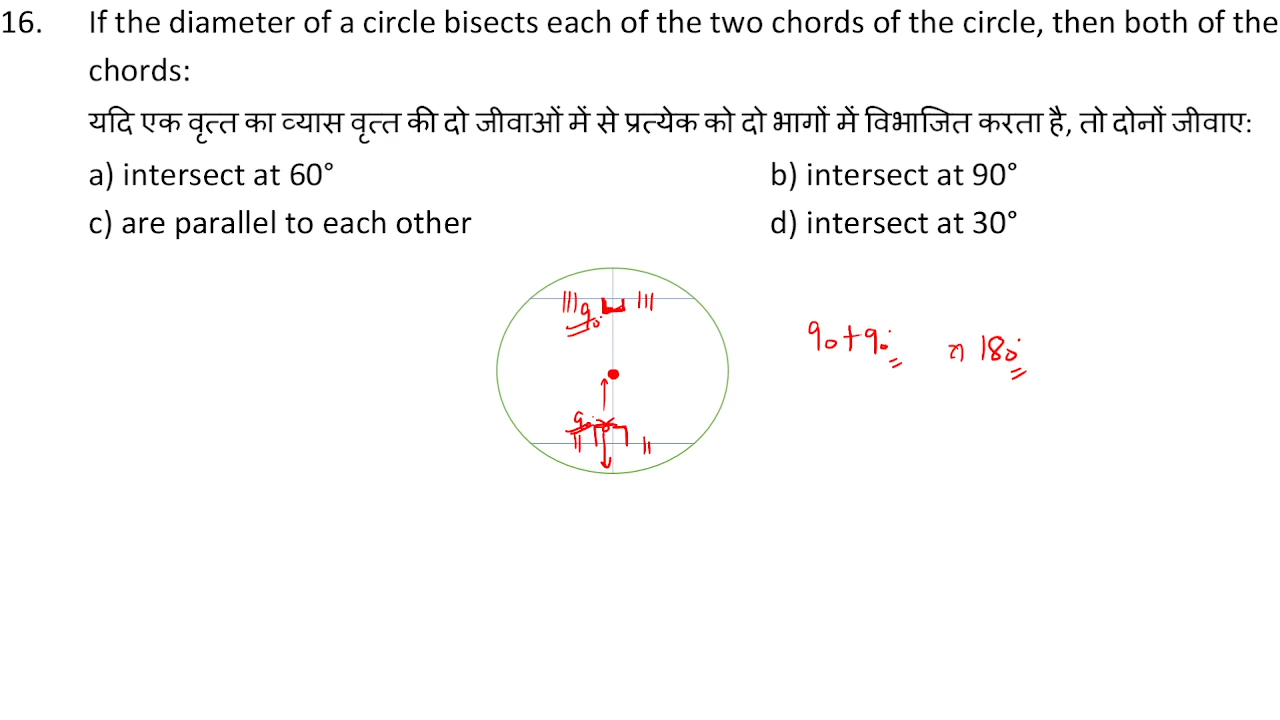 16. If the diameter of a circle bisects each of the two chords of the circle, then both of the
chords:
यदि एक वृत्त का व्यास वृत्त की दो जीवाओं में से प्रत्येक को दो भागों में विभाजित करता है, तो दोनों जीवाए:
a) intersect at 60° b) intersect at 90°
c) are parallel to each other d) intersect at 30°
90°
90+90° = 180°
90°